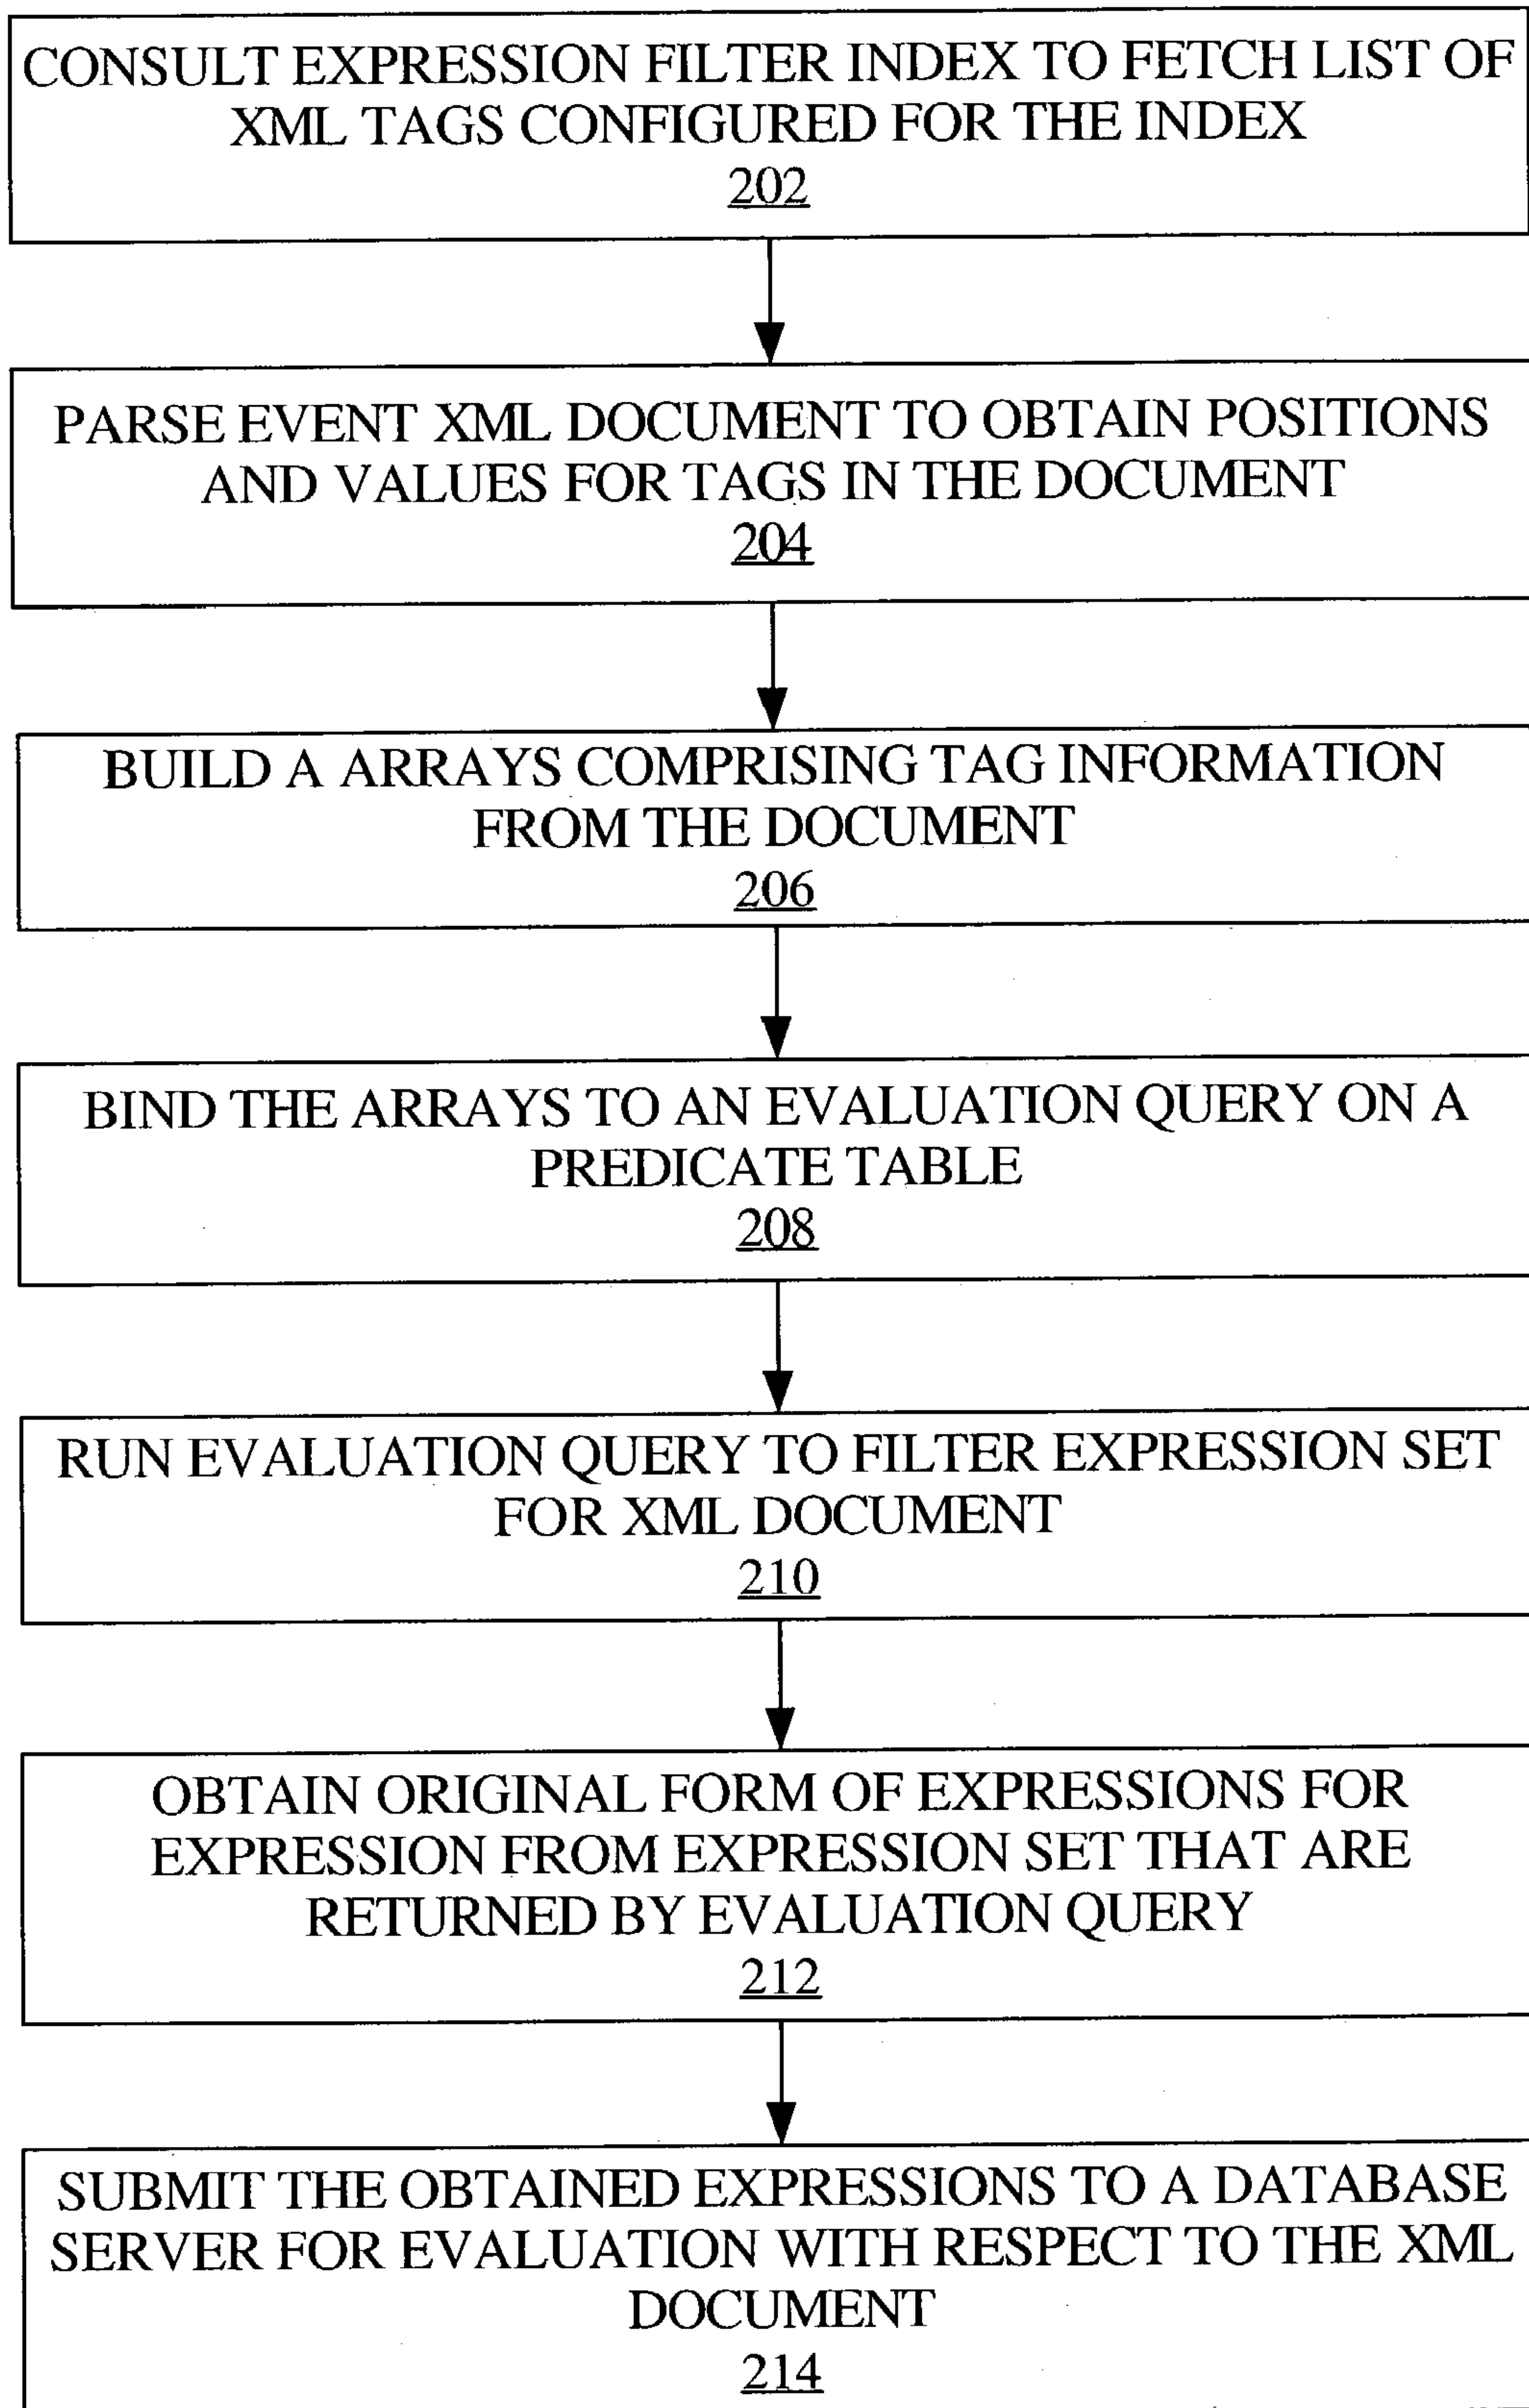 CONSULT EXPRESSION FILTER INDEX TO FETCH LIST OF
XML TAGS CONFIGURED FOR THE INDEX
202
PARSE EVENT XML DOCUMENT TO OBTAIN POSITIONS
AND VALUES FOR TAGS IN THE DOCUMENT
204
BUILD A ARRAYS COMPRISING TAG INFORMATION
FROM THE DOCUMENT
206
BIND THE ARRAYS TO AN EVALUATION QUERY ON A
PREDICATE TABLE
208
RUN EVALUATION QUERY TO FILTER EXPRESSION SET
FOR XML DOCUMENT
210
OBTAIN ORIGINAL FORM OF EXPRESSIONS FOR
EXPRESSION FROM EXPRESSION SET THAT ARE
RETURNED BY EVALUATION QUERY
212
SUBMIT THE OBTAINED EXPRESSIONS TO A DATABASE
SERVER FOR EVALUATION WITH RESPECT TO THE XML
DOCUMENT
214